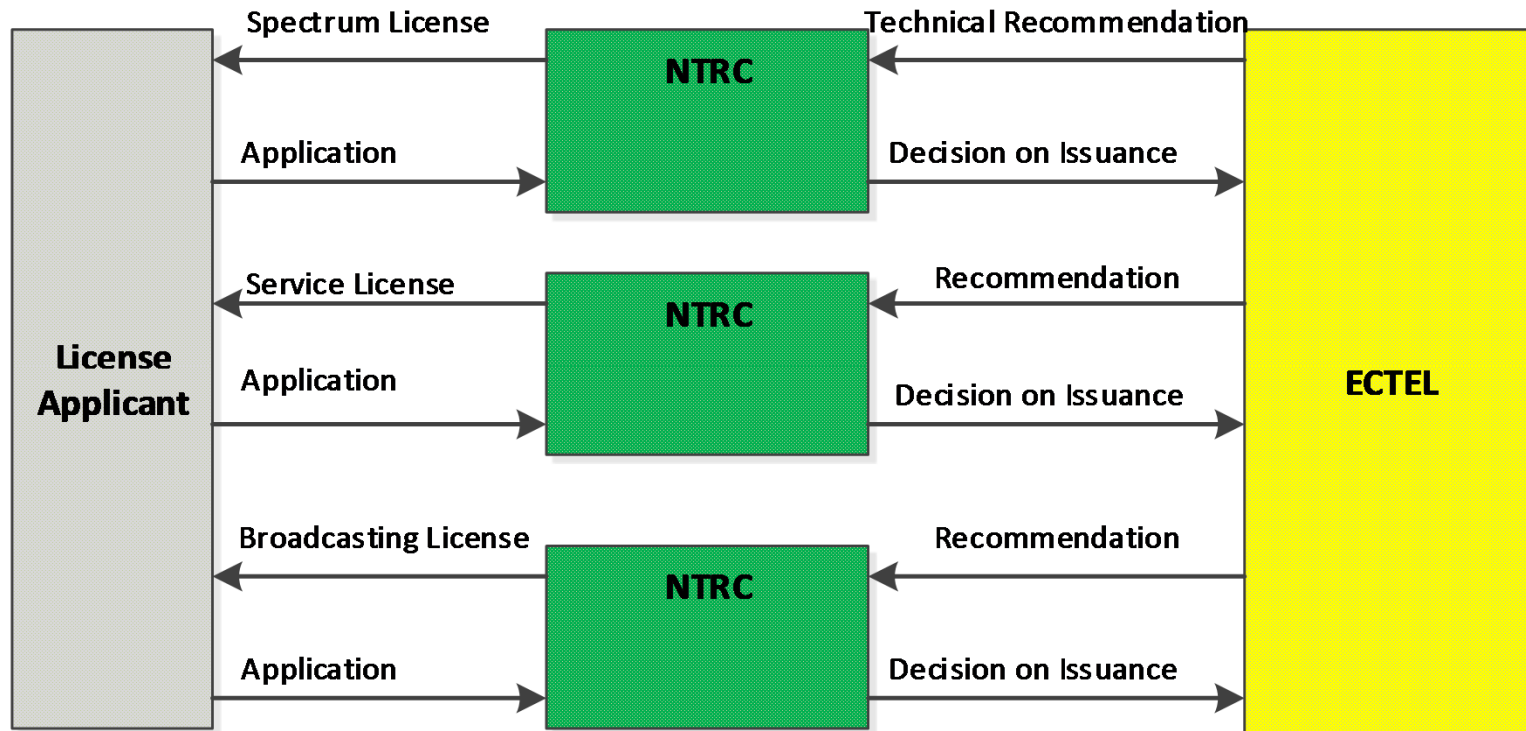 Spectrum License
Technical Recommendation
NTRC
Application
Decision on Issuance
Service License
Recommendation
NTRC
License
Applicant
Application
Decision on Issuance
ECTEL
Broadcasting License
Recommendation
NTRC
Application
Decision on Issuance